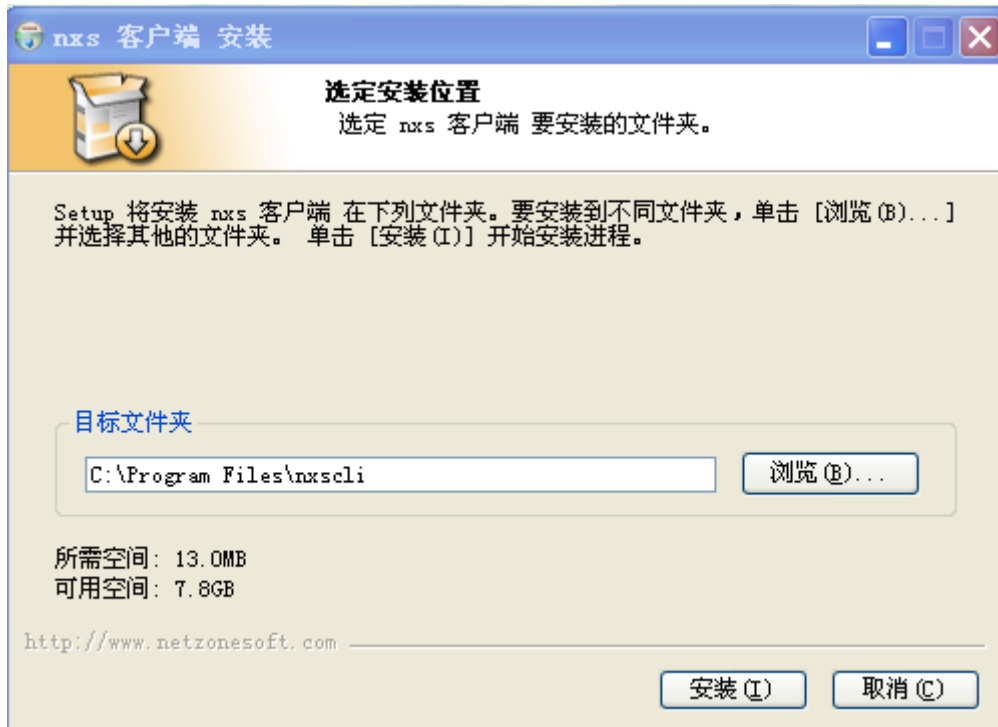 nxs 客户端 安装
选定安装位置
选定 nxs 客户端 要安装的文件夹。
Setup 将安装 nxs 客户端 在下列文件夹。要安装到不同文件夹，单击 [浏览(B)...]
并选择其他的文件夹。 单击 [安装(I)] 开始安装进程。
目标文件夹
C:\Program Files\nxscli
浏览(B)...
所需空间: 13.0MB
可用空间: 7.8GB
http://www.netzonesoft.com
安装(I) 取消(C)